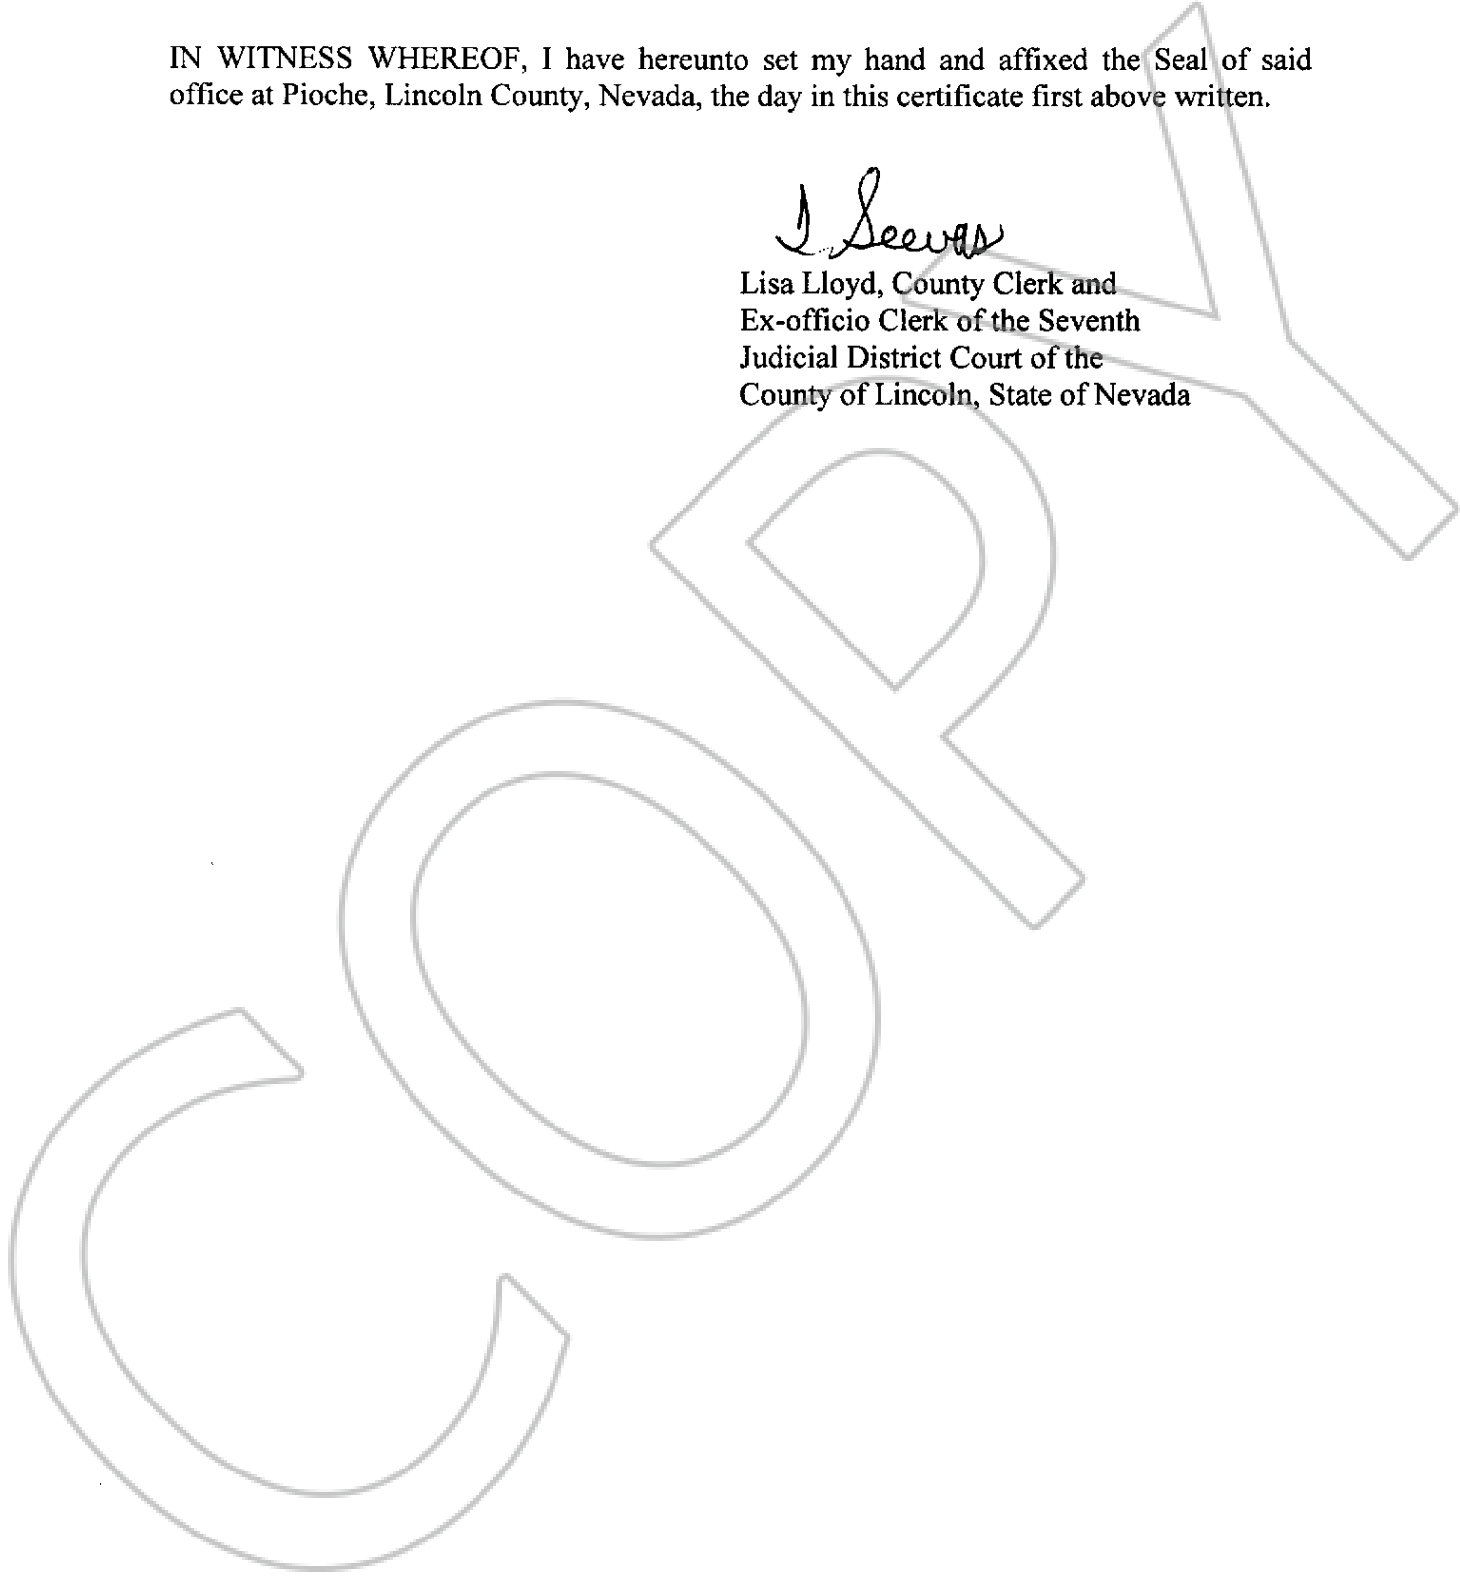 IN WITNESS WHEREOF, I have hereunto set my hand and affixed the Seal of said
office at Pioche, Lincoln County, Nevada, the day in this certificate first above written.
Lisa Lloyd, County Clerk and
Ex-officio Clerk of the Seventh
Judicial District Court of the
County of Lincoln, State of Nevada
COPY